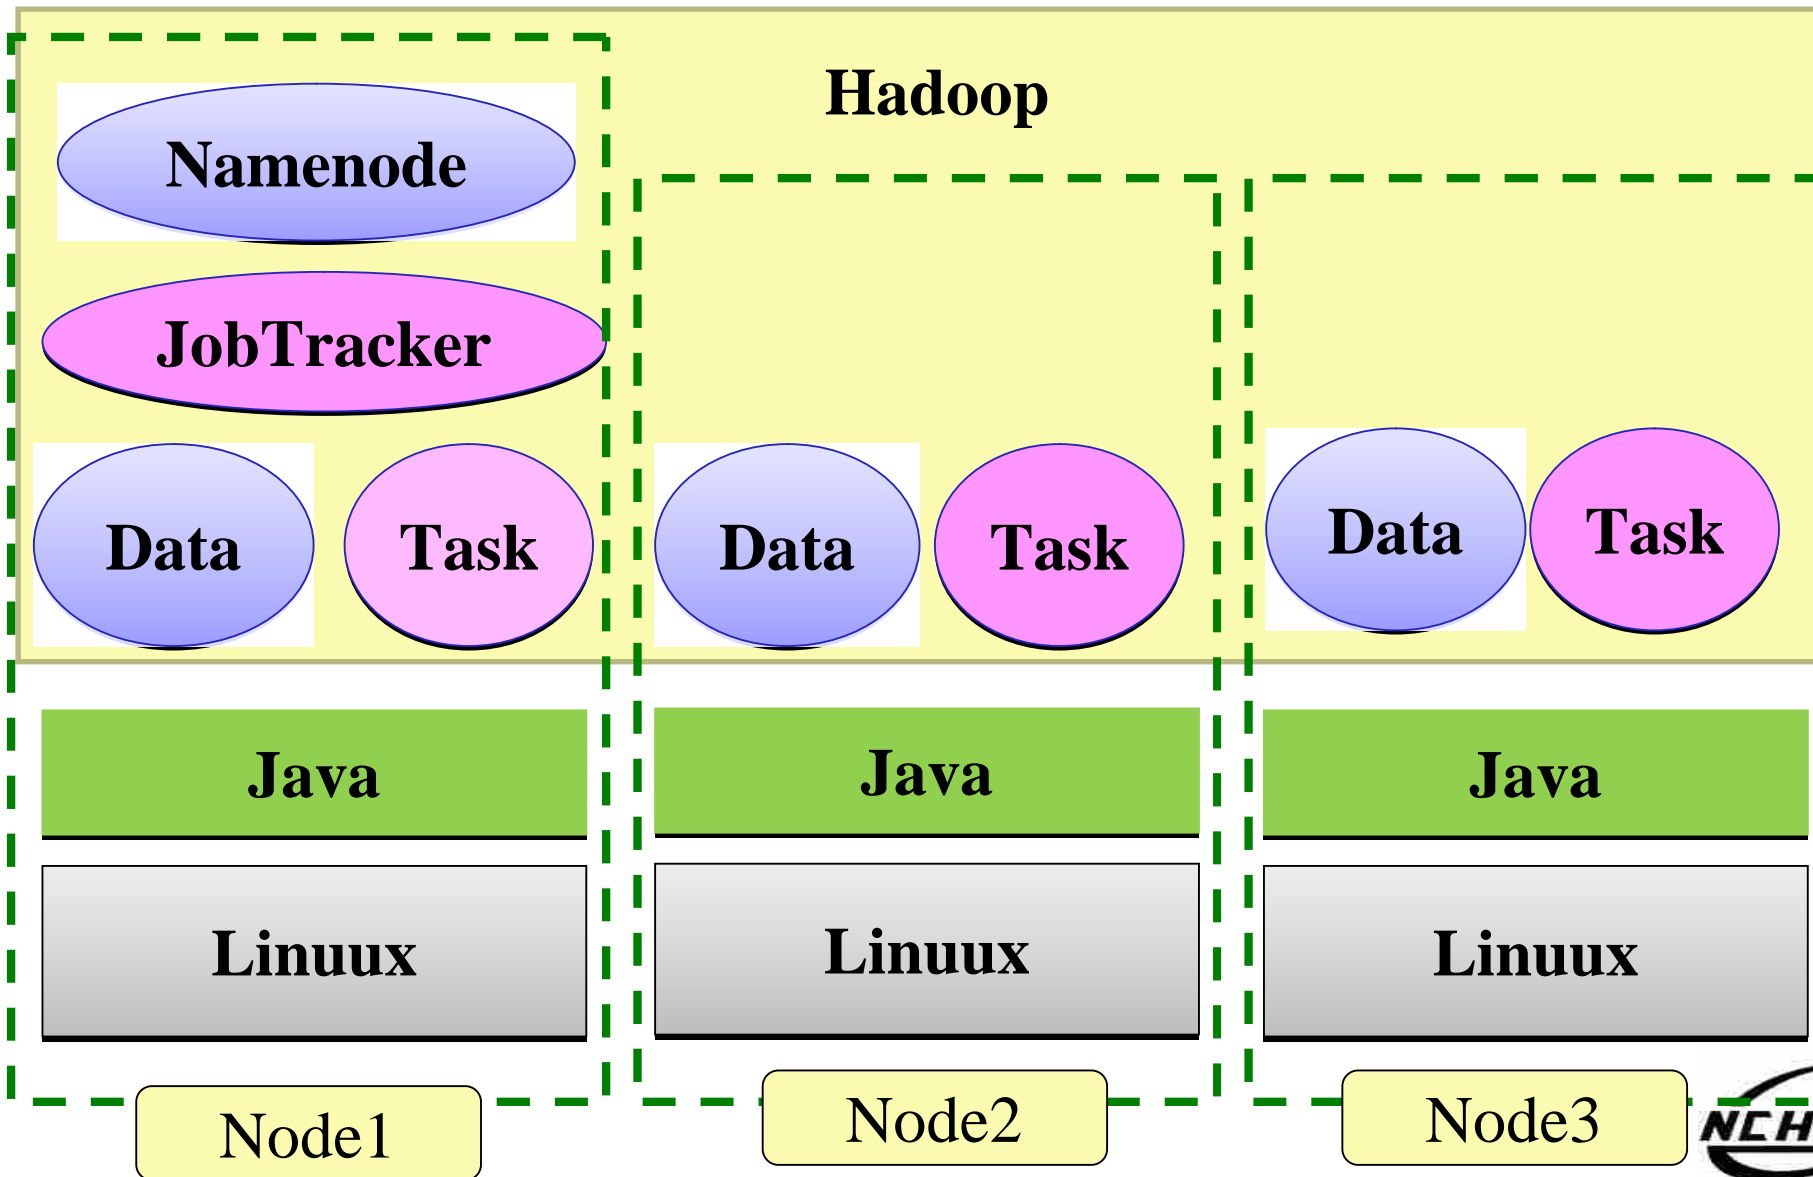 Hadoop
Namenode
JobTracker
Data
Task
Data
Task
Data
Task
Java
Java
Java
Linuux
Linuux
Linuux
Node1
Node2
Node3